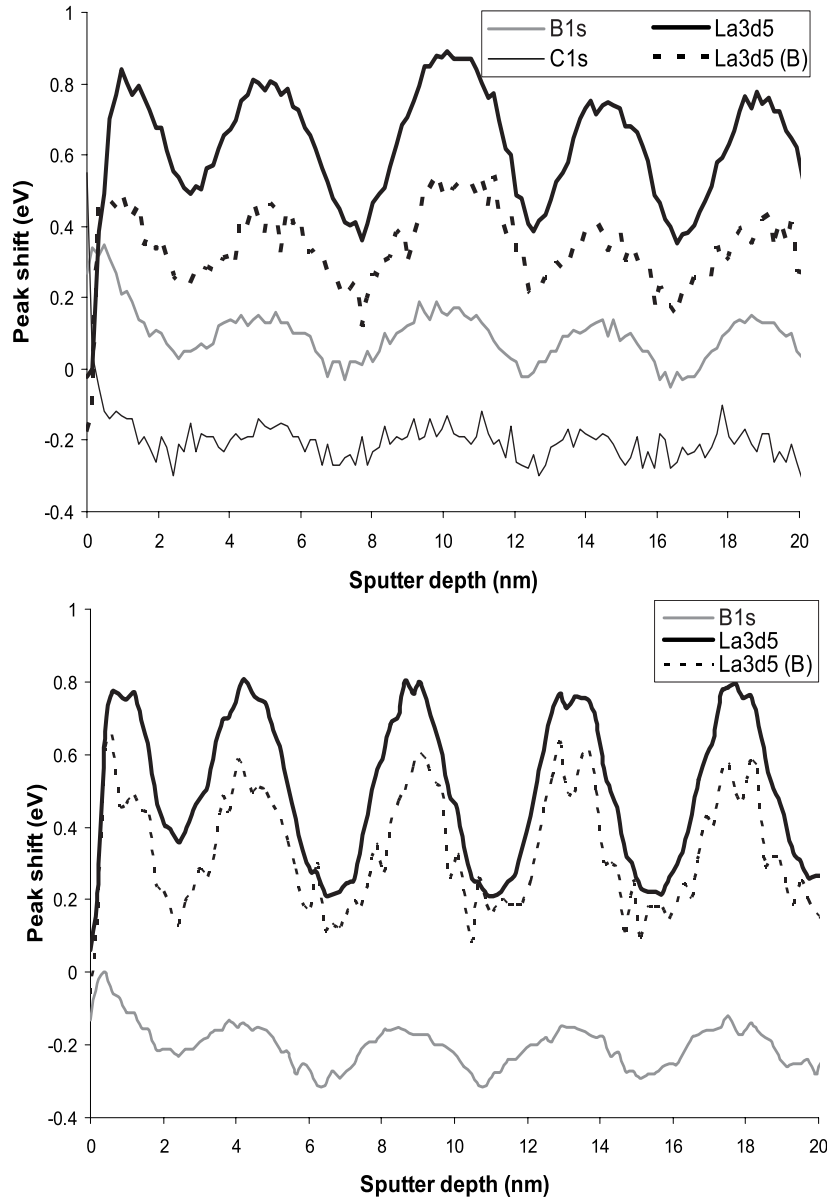 B1s La3d5
C1s La3d5 (B)
1
0.8
0.6
0.4
0.2
0
-0.2
-0.4
Peak shift (eV)
0 2 4 6 8 10 12 14 16 18 20
Sputter depth (nm)
B1s
La3d5
La3d5 (B)
1
0.8
0.6
0.4
0.2
0
-0.2
-0.4
Peak shift (eV)
0 2 4 6 8 10 12 14 16 18 20
Sputter depth (nm)